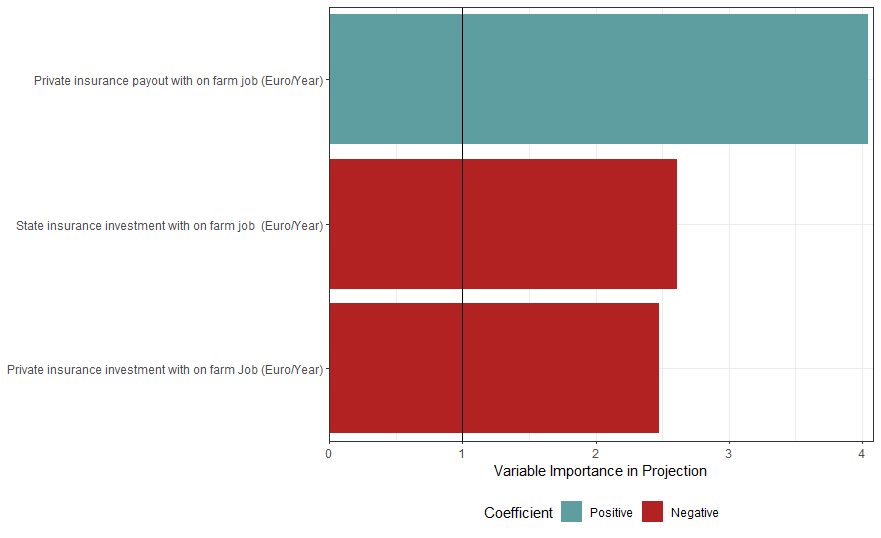 Private insurance payout with on farm job (Euro/Year)
State insurance investment with on farm job  (Euro/Year)
Private insurance investment with on farm Job (Euro/Year)
0 1 2 3 4
Variable Importance in Projection
Coefficient Positive Negative